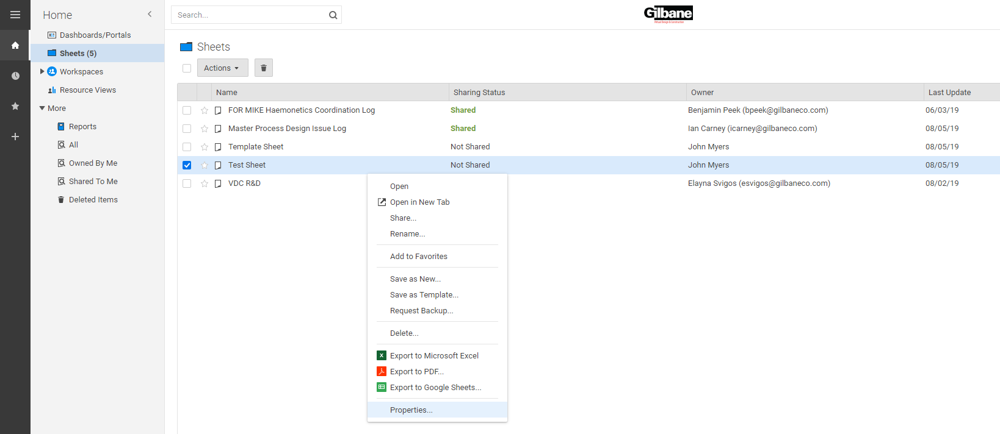 Home
Search...
Gilbane
Virtual Design & Construction
Dashboards/Portals
Sheets (5)
Workspaces
Resource Views
More
Reports
All
Owned By Me
Shared To Me
Deleted Items
Sheets
Actions
Name Sharing Status Owner Last Update
FOR MIKE Haemonetics Coordination Log Shared Benjamin Peek (bpeek@gilbaneco.com) 06/03/19
Master Process Design Issue Log Shared Ian Carney (icarney@gilbaneco.com) 08/05/19
Template Sheet Not Shared John Myers 08/05/19
Test Sheet Not Shared John Myers 08/05/19
VDC R&D Elayna Svigos (esvigos@gilbaneco.com) 08/02/19
Open
Open in New Tab
Share...
Rename...
Add to Favorites
Save as New...
Save as Template...
Request Backup...
Delete...
X Export to Microsoft Excel
Export to PDF...
Export to Google Sheets...
Properties...